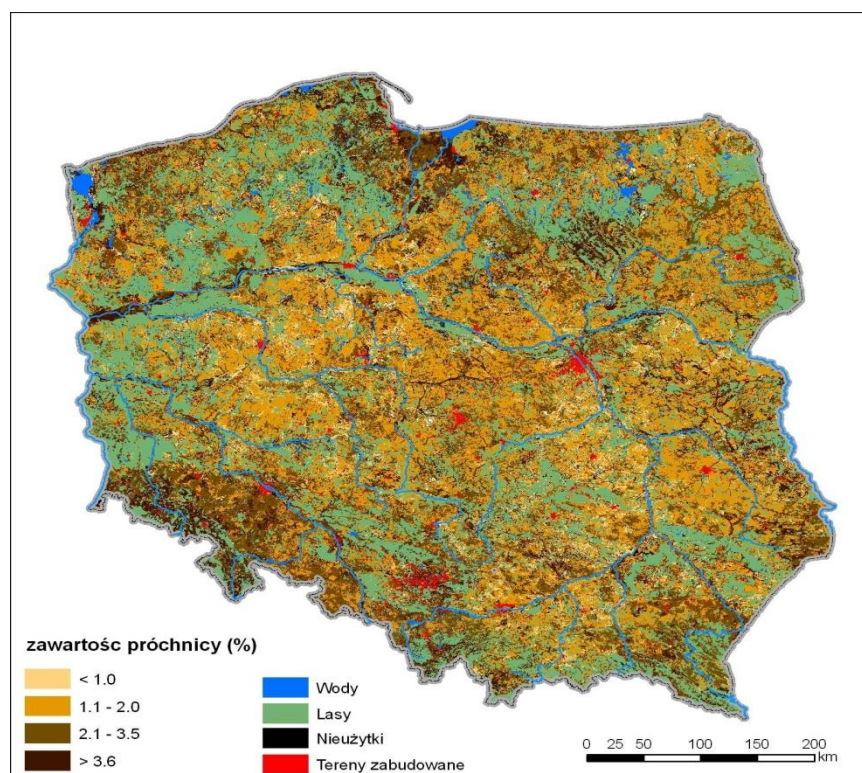 zawartośc próchnicy (%)
< 1.0
1.1 - 2.0
2.1 - 3.5
> 3.6
Wody
Lasy
Nieużytki
Tereny zabudowane
0 25 50 100 150 200
km